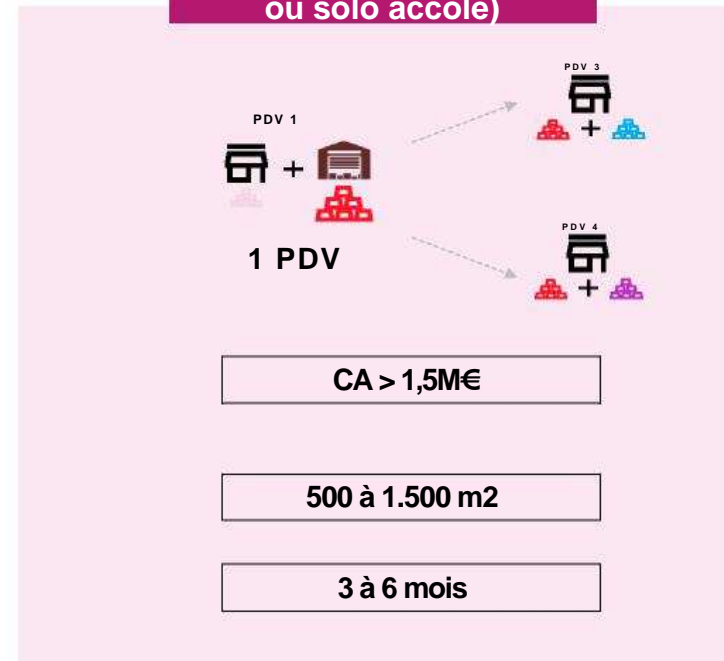 ou solo accolé)
PDV 3
PDV 1
+
+
PDV 4
1 PDV
+
CA > 1,5M€
500 à 1.500 m2
3 à 6 mois